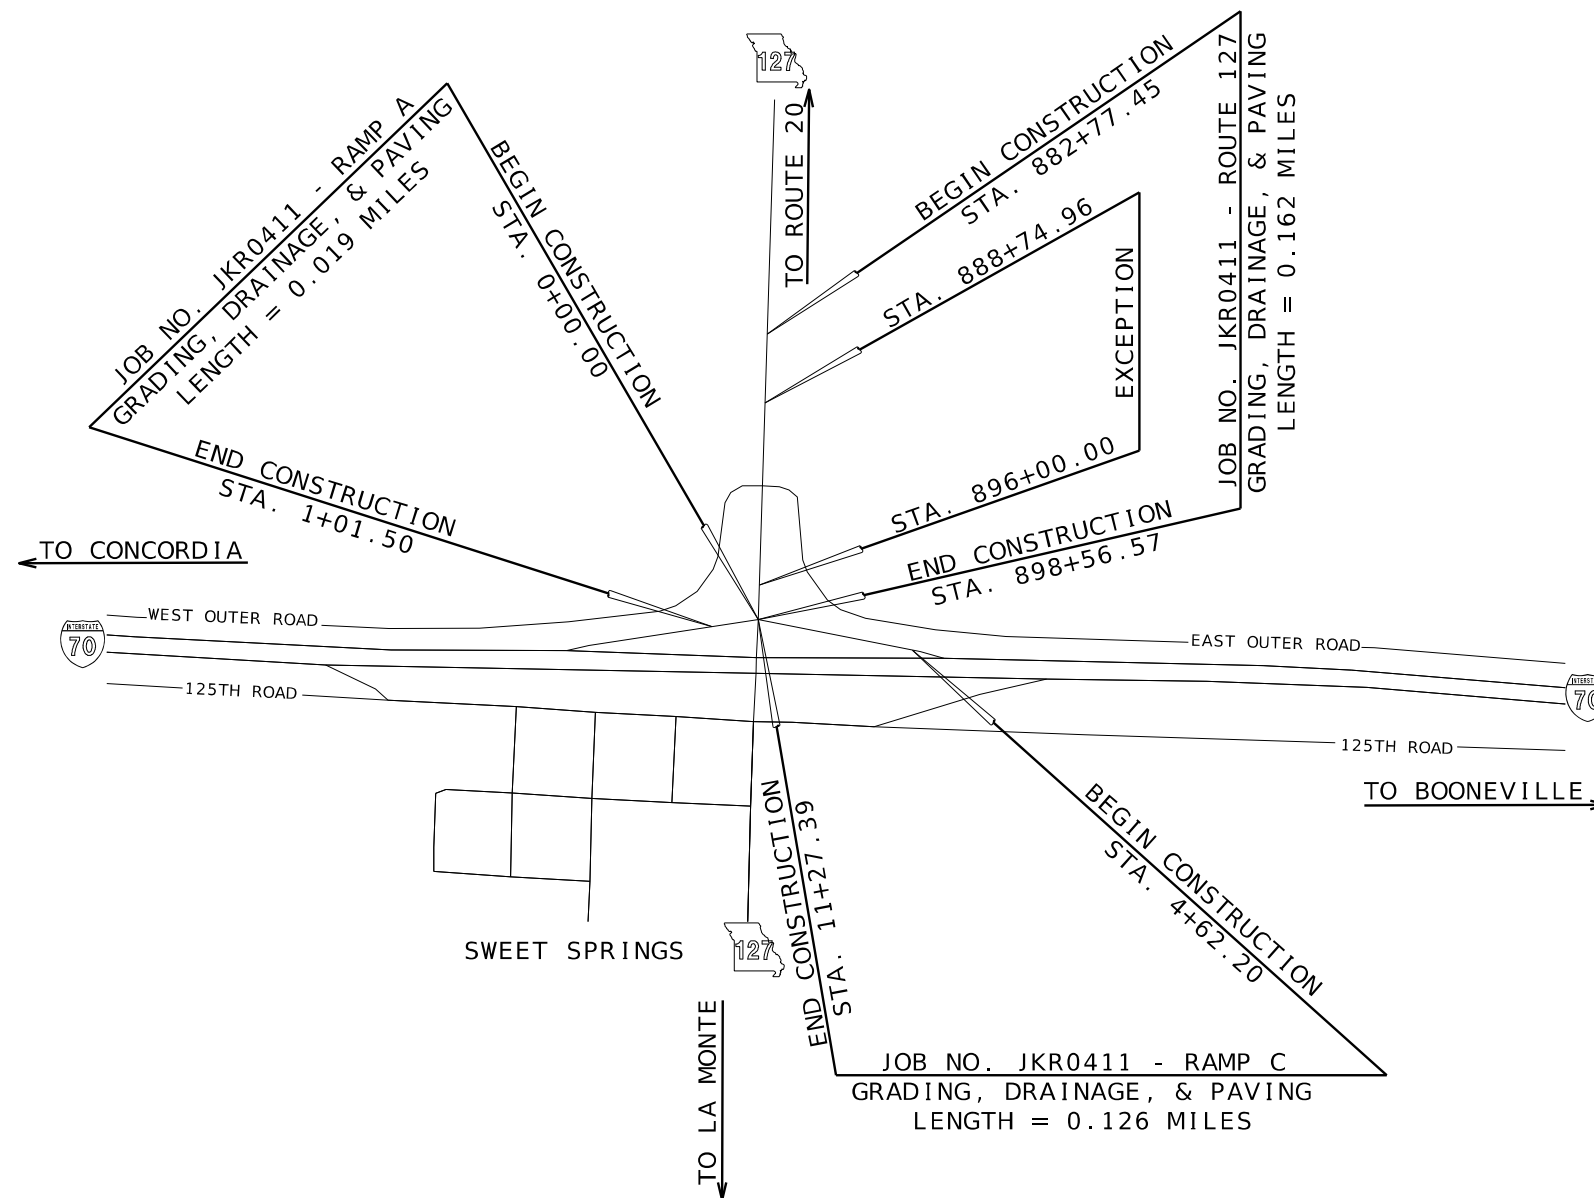 127
TO ROUTE 20
JOB NO. JKR0411 - RAMP A
GRADING, DRAINAGE, & PAVING
LENGTH = 0.019 MILES
BEGIN CONSTRUCTION
STA. 0+00.00
END CONSTRUCTION
STA. 1+01.50
BEGIN CONSTRUCTION
STA. 882+77.45
STA. 888+74.96
EXCEPTION
STA. 896+00.00
END CONSTRUCTION
STA. 898+56.57
JOB NO. JKR0411 - ROUTE 127
GRADING, DRAINAGE, & PAVING
LENGTH = 0.162 MILES
TO CONCORDIA
WEST OUTER ROAD
INTERSTATE
70
125TH ROAD
EAST OUTER ROAD
70
125TH ROAD
TO BOONEVILLE
SWEET SPRINGS
127
TO LA MONTE
END CONSTRUCTION
STA. 11+27.39
BEGIN CONSTRUCTION
STA. 4+62.20
JOB NO. JKR0411 - RAMP C
GRADING, DRAINAGE, & PAVING
LENGTH = 0.126 MILES